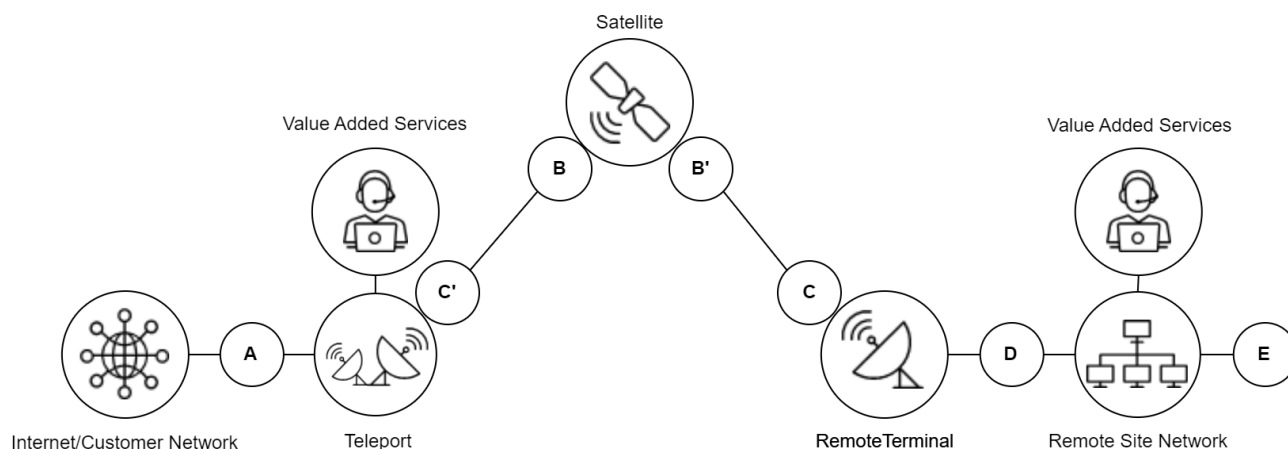 Satellite
Value Added Services
Value Added Services
B
B'
C'
C
A
D
E
Internet/Customer Network
Teleport
RemoteTerminal
Remote Site Network